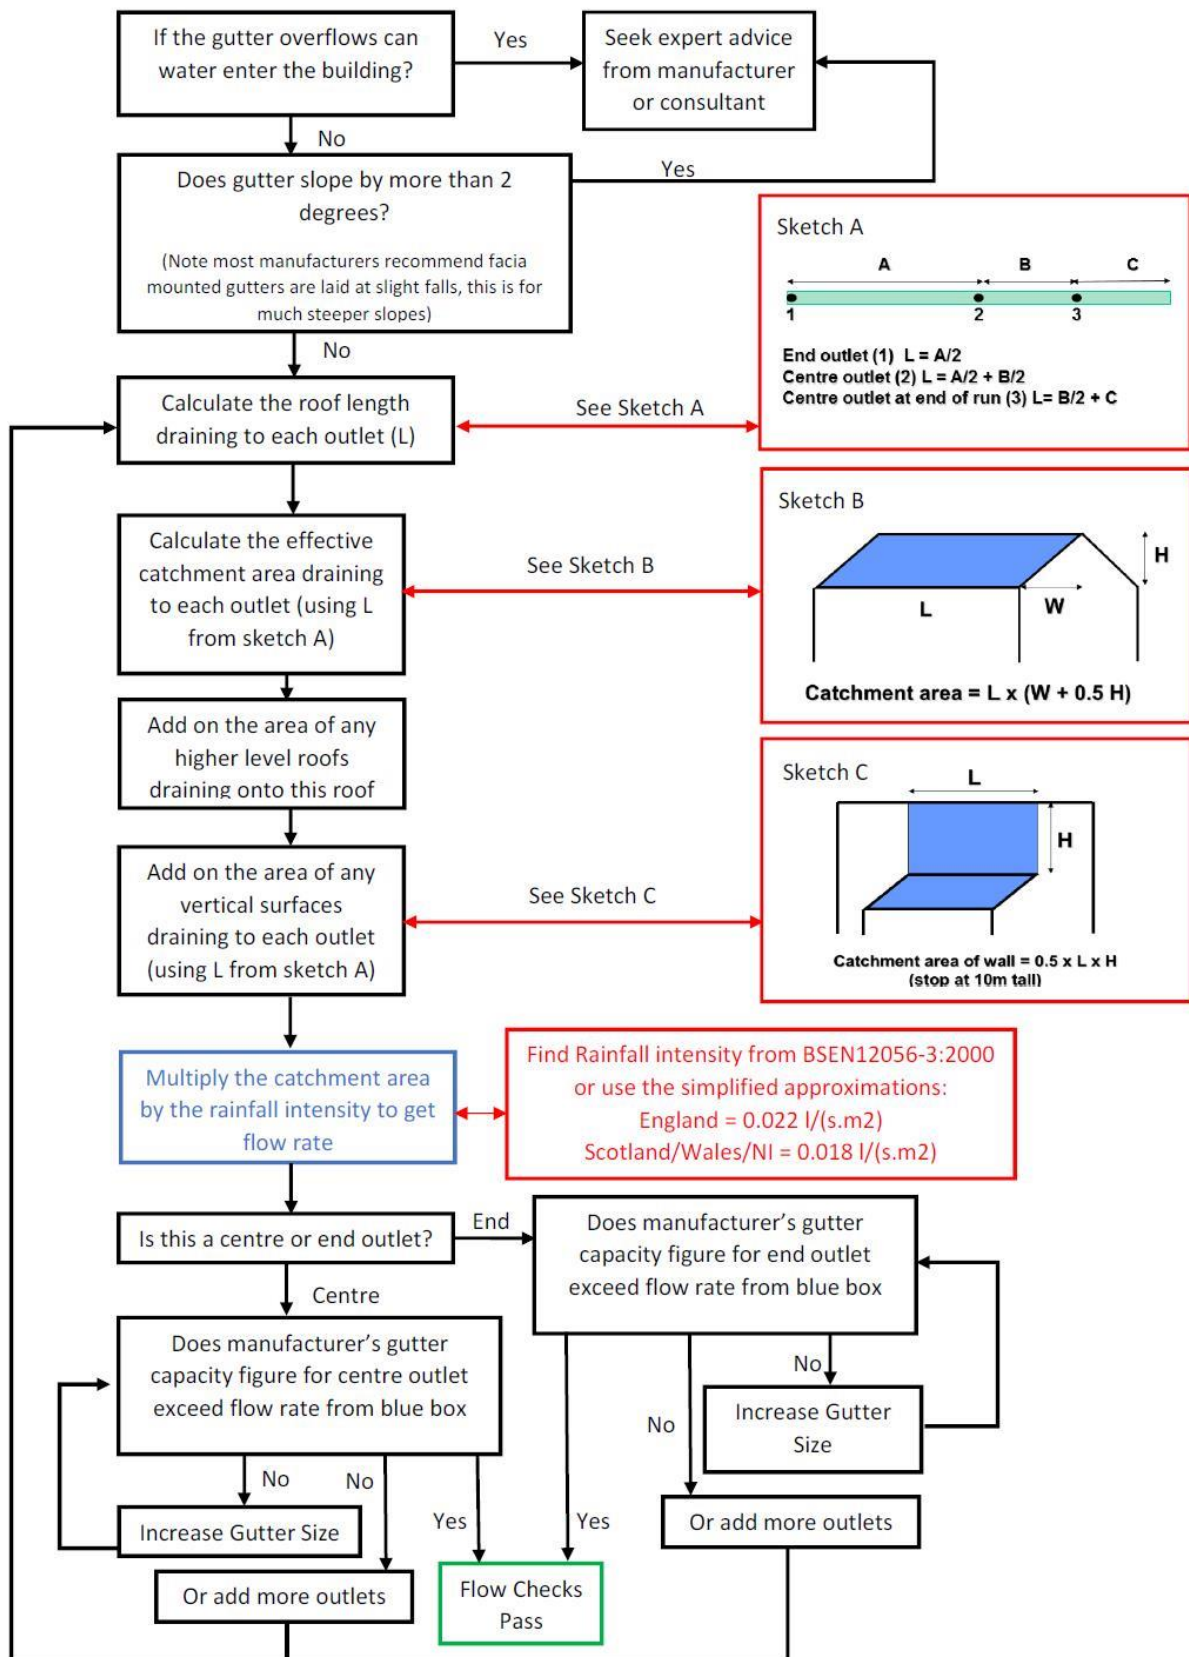 If the gutter overflows can
water enter the building?
Yes
Seek expert advice
from manufacturer
or consultant
No
Does gutter slope by more than 2
degrees?
(Note most manufacturers recommend facia
mounted gutters are laid at slight falls, this is for
much steeper slopes)
Yes
No
Sketch A
A
B
C
1
2
3
End outlet (1) L = A/2
Centre outlet (2) L = A/2 + B/2
Centre outlet at end of run (3) L= B/2 + C
Calculate the roof length
draining to each outlet (L)
See Sketch A
Calculate the effective
catchment area draining
to each outlet (using L
from sketch A)
See Sketch B
Sketch B
H
L
W
Catchment area = L x (W + 0.5 H)
Add on the area of any
higher level roofs
draining onto this roof
Add on the area of any
vertical surfaces
draining to each outlet
(using L from sketch A)
See Sketch C
Sketch C
L
H
Catchment area of wall = 0.5 x L x H
(stop at 10m tall)
Multiply the catchment area
by the rainfall intensity to get
flow rate
Find Rainfall intensity from BSEN12056-3:2000
or use the simplified approximations:
England = 0.022 l/(s.m2)
Scotland/Wales/NI = 0.018 l/(s.m2)
Is this a centre or end outlet?
End
Does manufacturer’s gutter
capacity figure for end outlet
exceed flow rate from blue box
Centre
Does manufacturer’s gutter
capacity figure for centre outlet
exceed flow rate from blue box
No
Increase Gutter
Size
No
Or add more outlets
No
Increase Gutter Size
No
Or add more outlets
Yes
Yes
Flow Checks
Pass